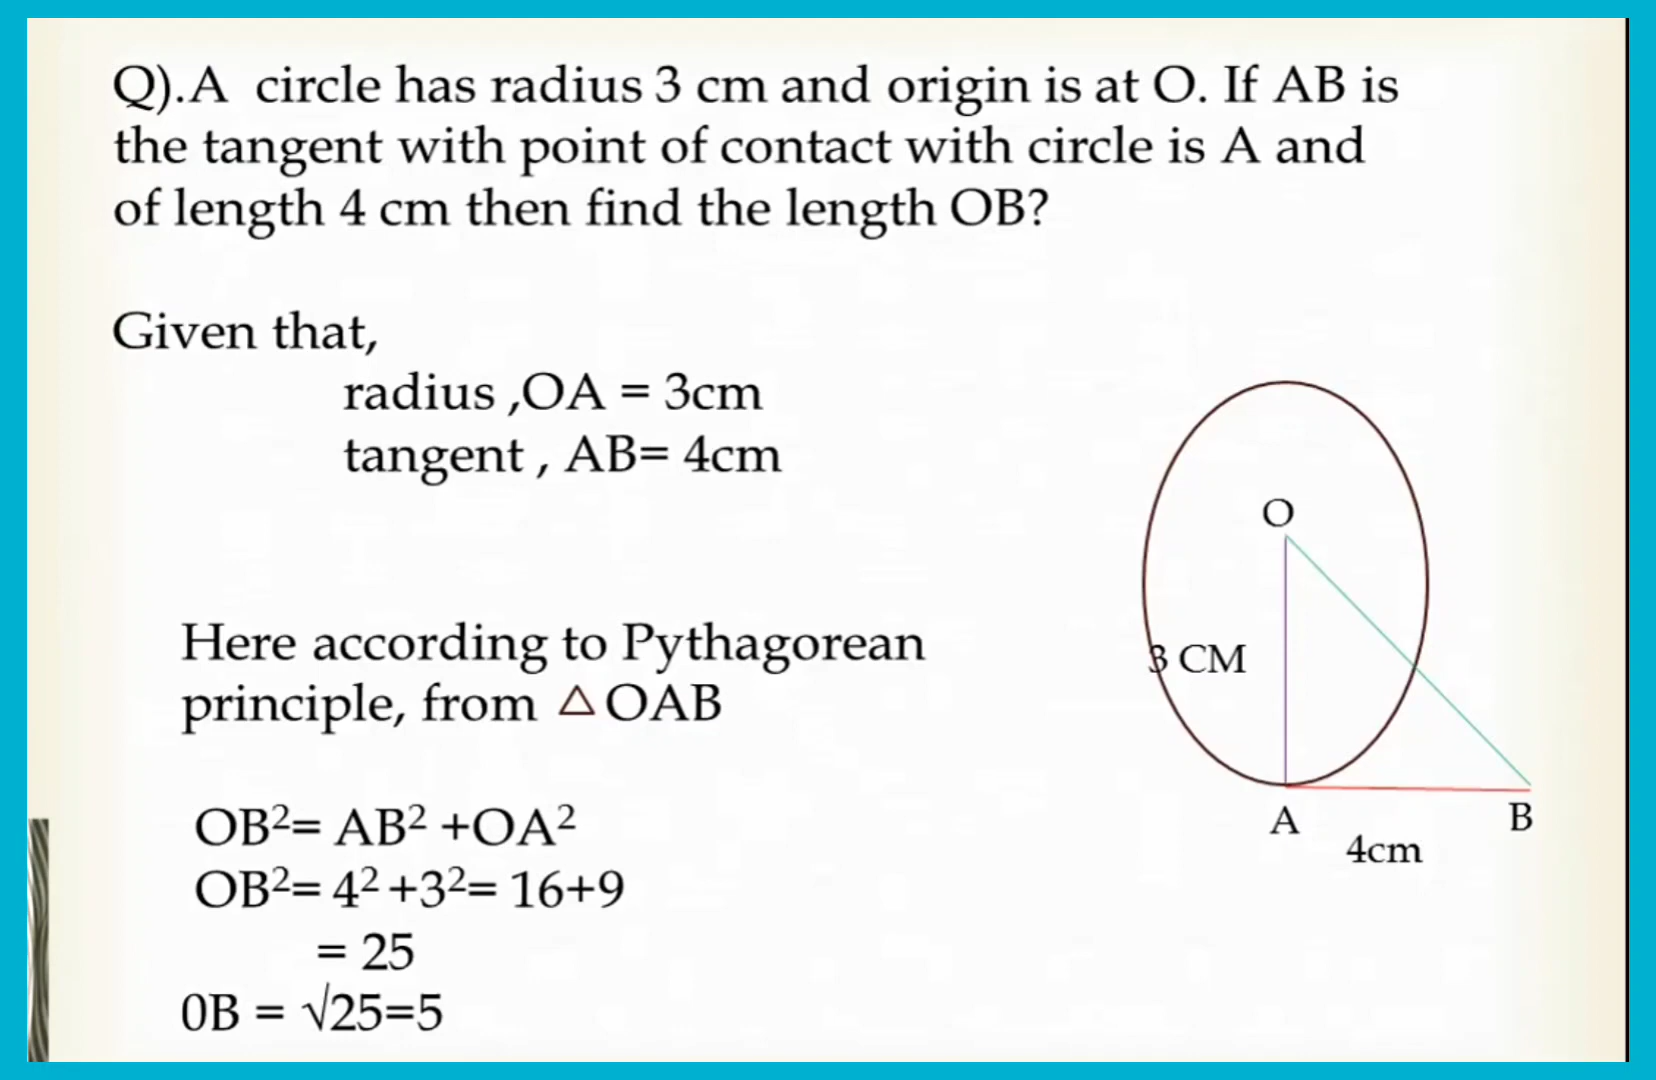 Q).A circle has radius 3 cm and origin is at O. If AB is
the tangent with point of contact with circle is A and
of length 4 cm then find the length OB?
Given that,
radius ,OA = 3cm
tangent , AB= 4cm
Here according to Pythagorean
principle, from △OAB
OB²= AB² +OA²
OB²= 4² +3²= 16+9
= 25
0B = √25=5
O
3 CM
A
B
4cm